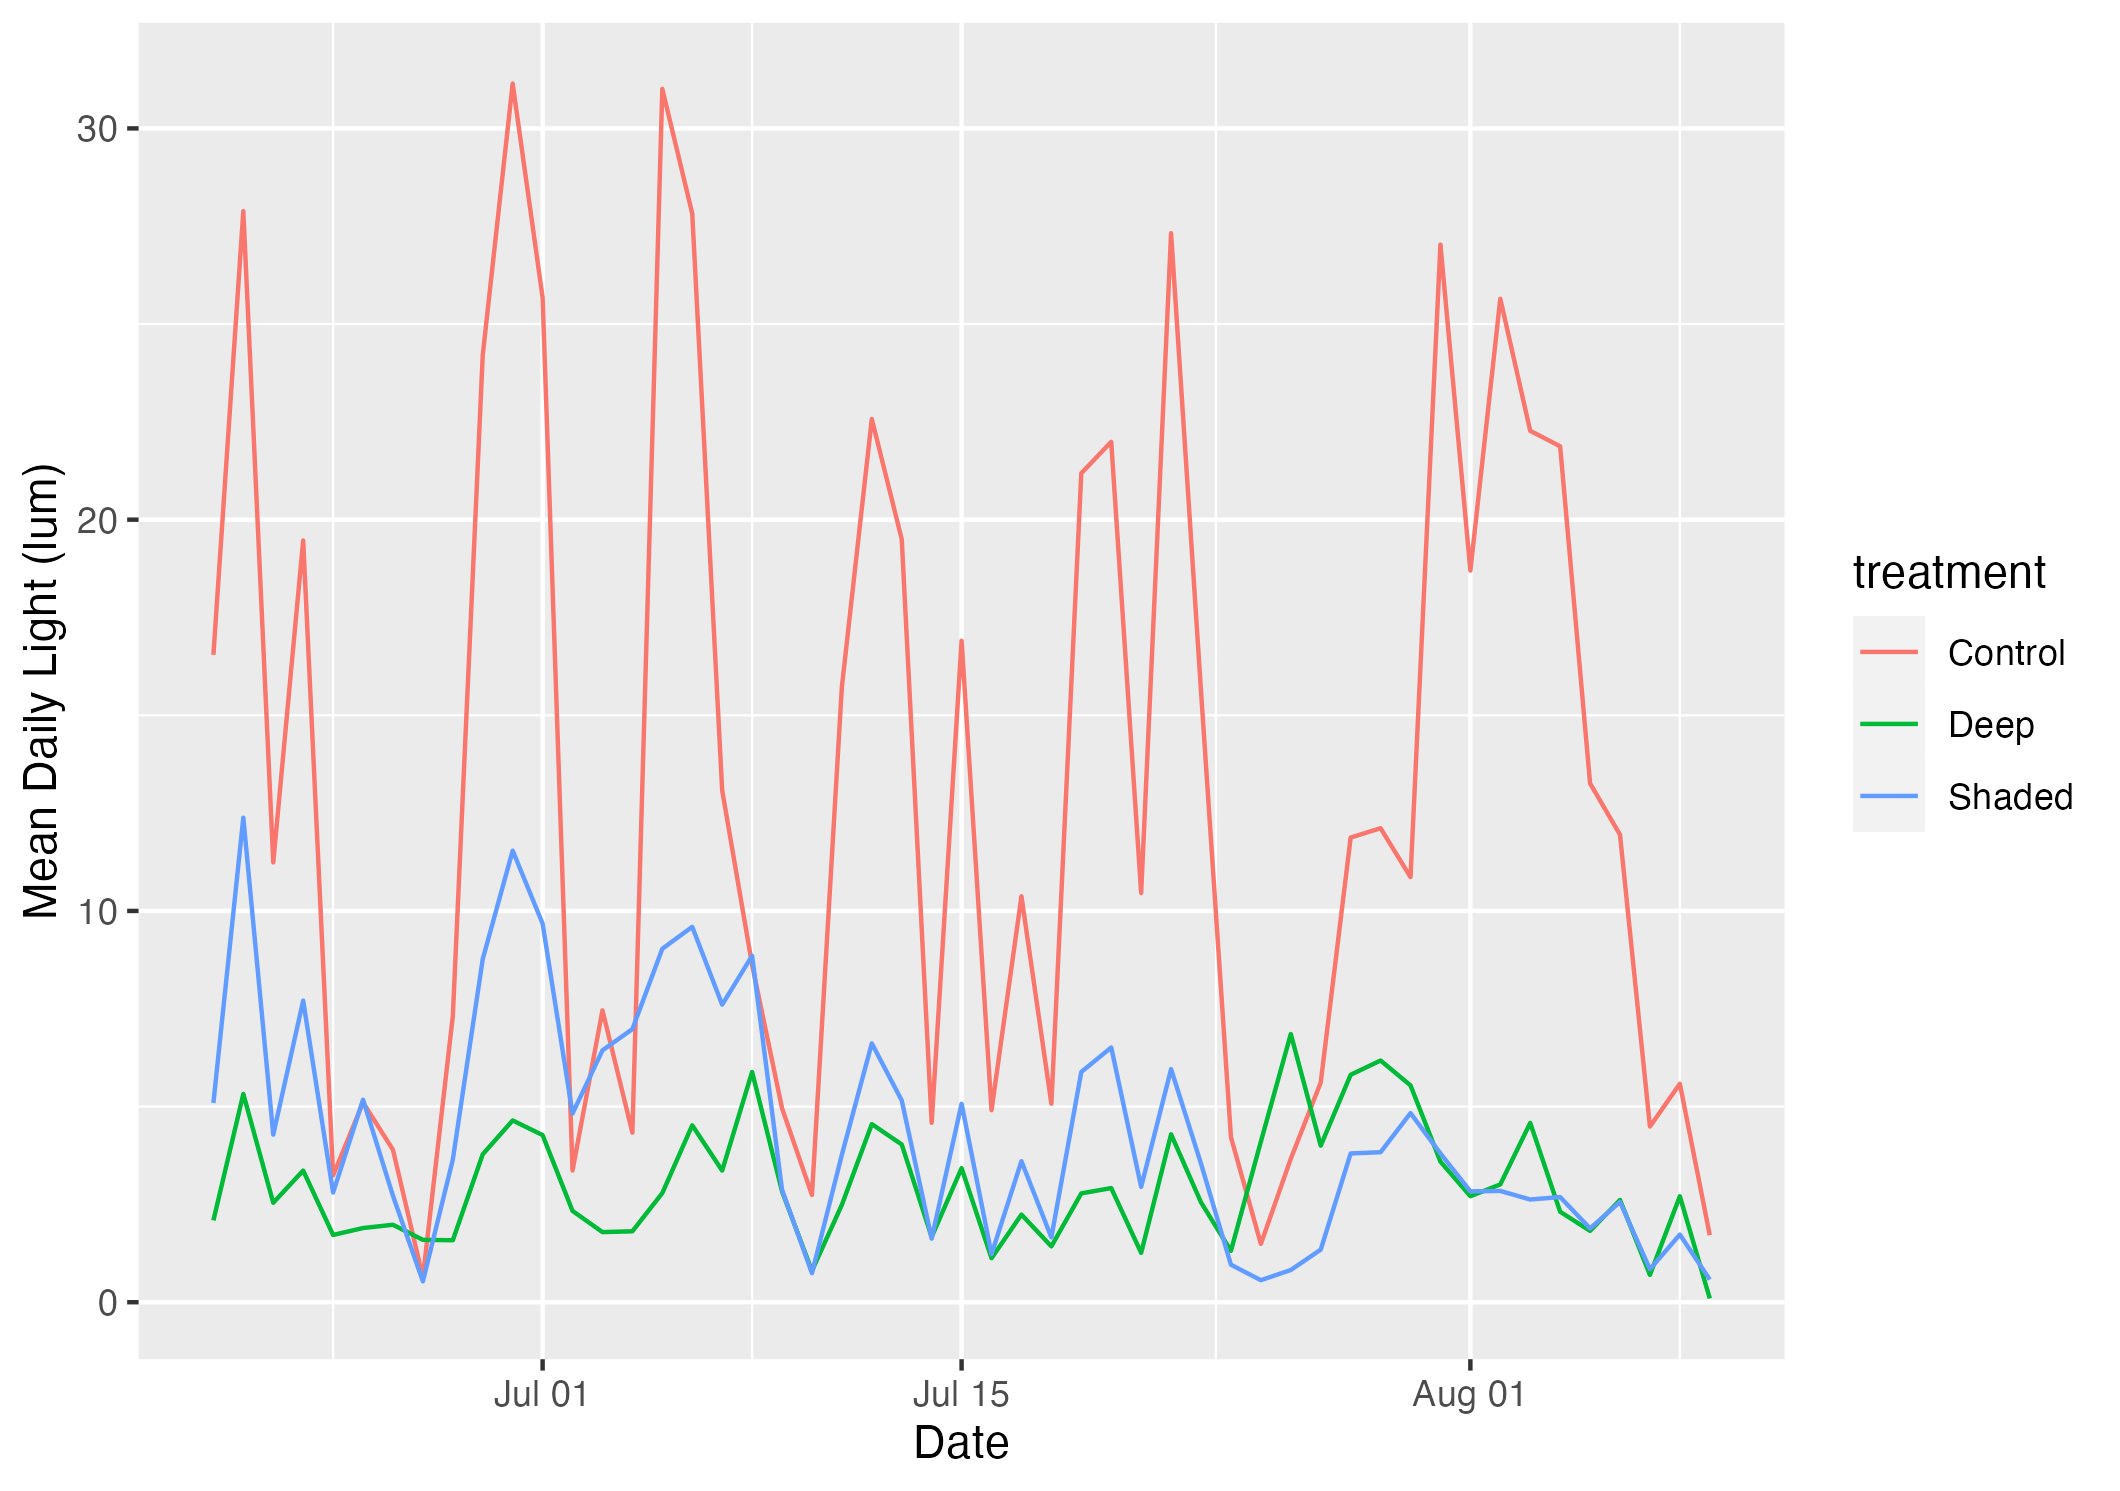 Mean Daily Light (lum)
30
20
10
0
Jul 01
Jul 15
Aug 01
Date
treatment
Control
Deep
Shaded